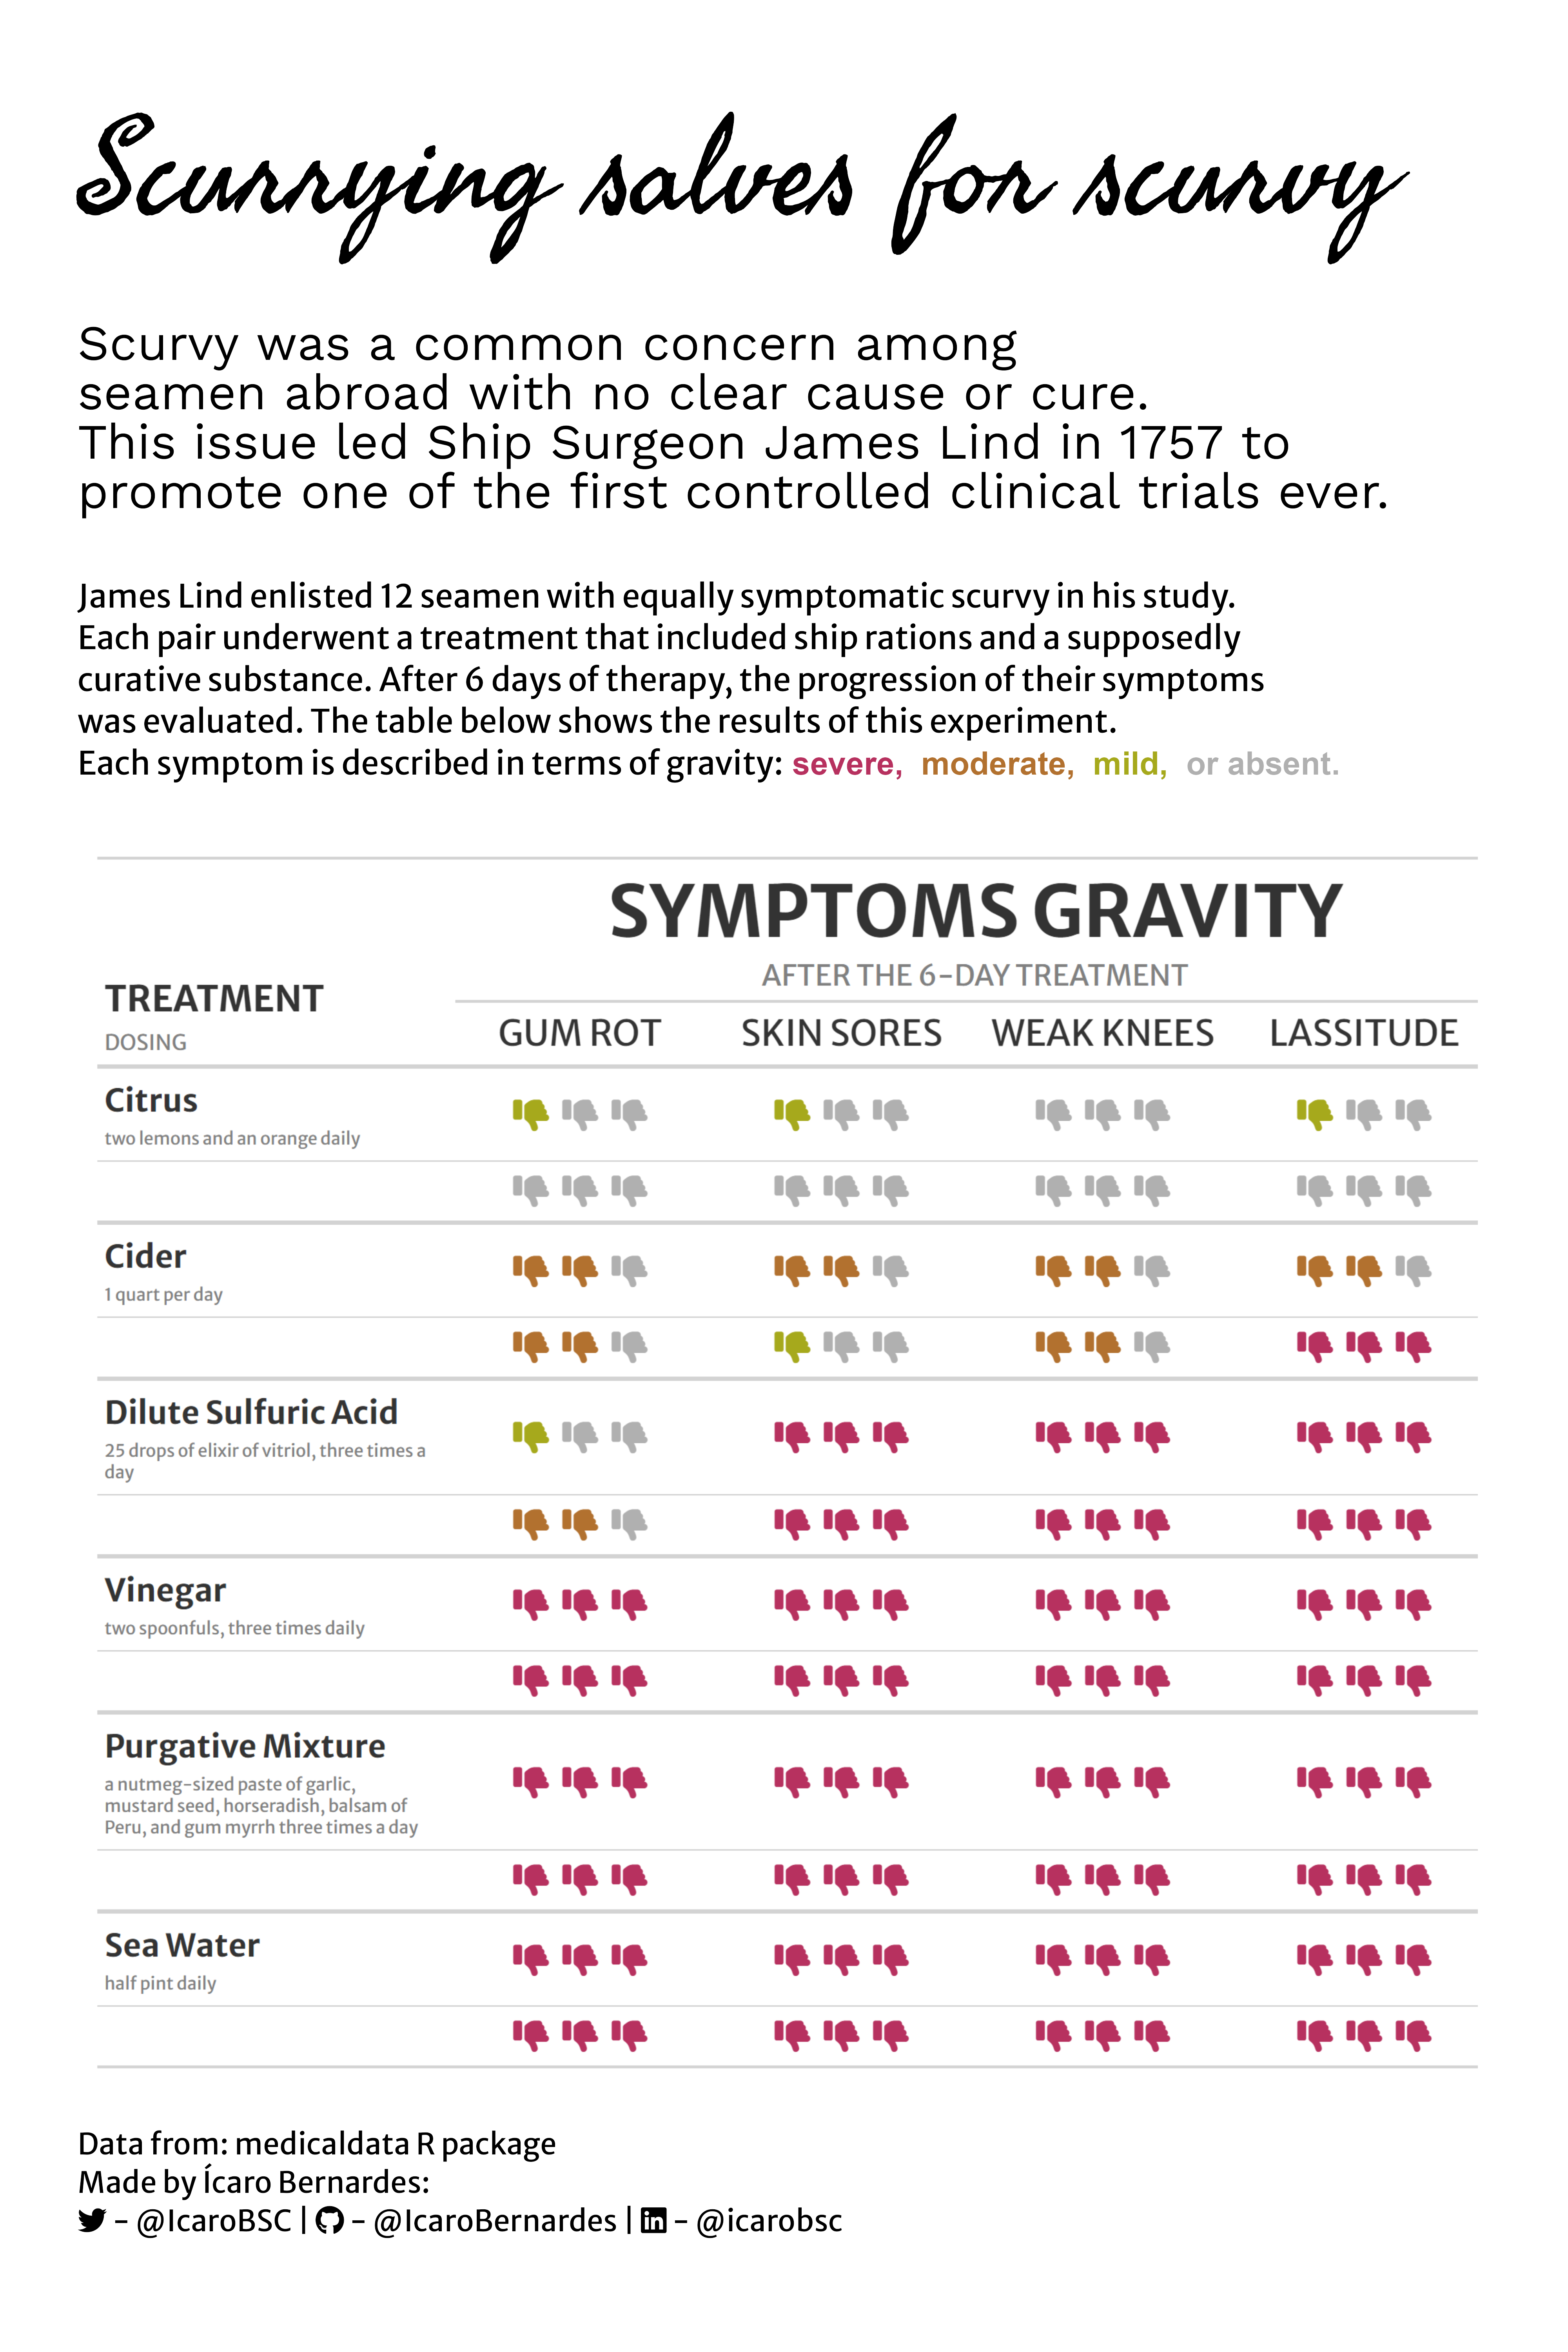 Scurrying salves for scurvy
Scurvy was a common concern among
seamen abroad with no clear cause or cure.
This issue led Ship Surgeon James Lind in 1757 to
promote one of the first controlled clinical trials ever.
James Lind enlisted 12 seamen with equally symptomatic scurvy in his study.
Each pair underwent a treatment that included ship rations and a supposedly
curative substance. After 6 days of therapy, the progression of their symptoms
was evaluated. The table below shows the results of this experiment.
Each symptom is described in terms of gravity: severe, moderate, mild, or absent.
SYMPTOMS GRAVITY
AFTER THE 6-DAY TREATMENT
TREATMENT
DOSING
GUM ROT SKIN SORES WEAK KNEES LASSITUDE
Citrus
two lemons and an orange daily
Cider
1 quart per day
Dilute Sulfuric Acid
25 drops of elixir of vitriol, three times a
day
Vinegar
two spoonfuls, three times daily
Purgative Mixture
a nutmeg-sized paste of garlic,
mustard seed, horseradish, balsam of
Peru, and gum myrrh three times a day
Sea Water
half pint daily
Data from: medicaldata R package
Made by Ícaro Bernardes:
- @IcaroBSC | - @IcaroBernardes | - @icarobsc